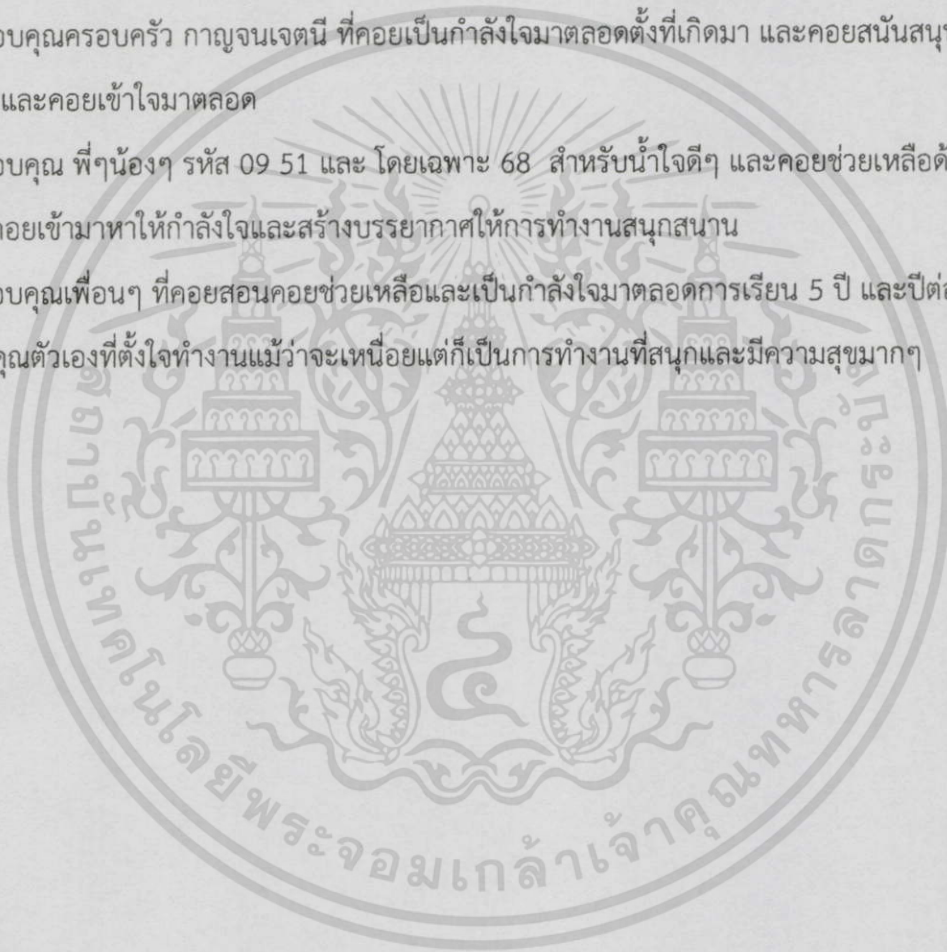 อบคุณครอบครัว กาญจนเจตนี ที่คอยเป็นกำลังใจมาตลอดตั้งที่เกิดมา และคอยสนันสนุ
และคอยเข้าใจมาตลอด
อบคุณ พี่ๆน้องๆ รหัส 09 51 และ โดยเฉพาะ 68 สำหรับน้ำใจดีๆ และคอยช่วยเหลือด้
คอยเข้ามาหาให้กำลังใจและสร้างบรรยากาศให้การทำงานสนุกสนาน
อบคุณเพื่อนๆ ที่คอยสอนคอยช่วยเหลือและเป็นกำลังใจมาตลอดการเรียน 5 ปี และปีต่อ
คุณตัวเองที่ตั้งใจทำงานแม้ว่าจะเหนื่อยแต่ก็เป็นการทำงานที่สนุกและมีความสุขมากๆ
สถาบันเทคโนโลยีพระจอมเกล้าเจ้าคุณทหารลาดกระบัง